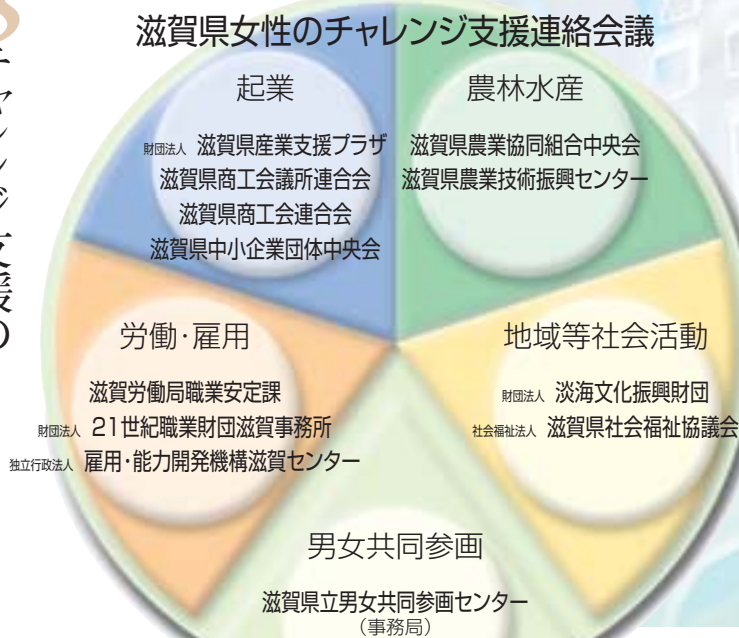 滋賀県女性のチャレンジ支援連絡会議
起業
財団法人 滋賀県産業支援プラザ
滋賀県商工会議所連合会
滋賀県商工会連合会
滋賀県中小企業団体中央会
農林水産
滋賀県農業協同組合中央会
滋賀県農業技術振興センター
労働・雇用
滋賀労働局職業安定課
財団法人 21世紀職業財団滋賀事務所
独立行政法人 雇用・能力開発機構滋賀センター
地域等社会活動
財団法人 淡海文化振興財団
社会福祉法人 滋賀県社会福祉協議会
男女共同参画
滋賀県立男女共同参画センター
（事務局）
チャレンジ支援の